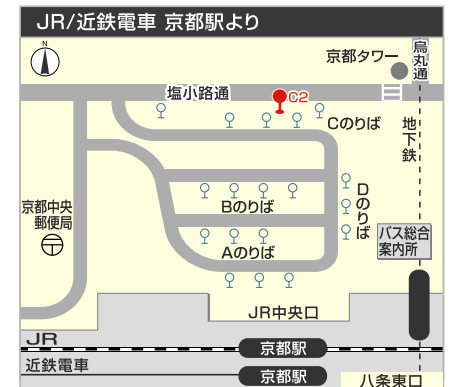 JR/近鉄電車 京都駅より
N
京都タワー
烏丸通
塩小路通
C2
Cのりば
地下鉄
Dのりば
Bのりば
京都中央
郵便局
バス総合
案内所
Aのりば
JR中央口
JR
京都駅
近鉄電車
京都駅
八条東口